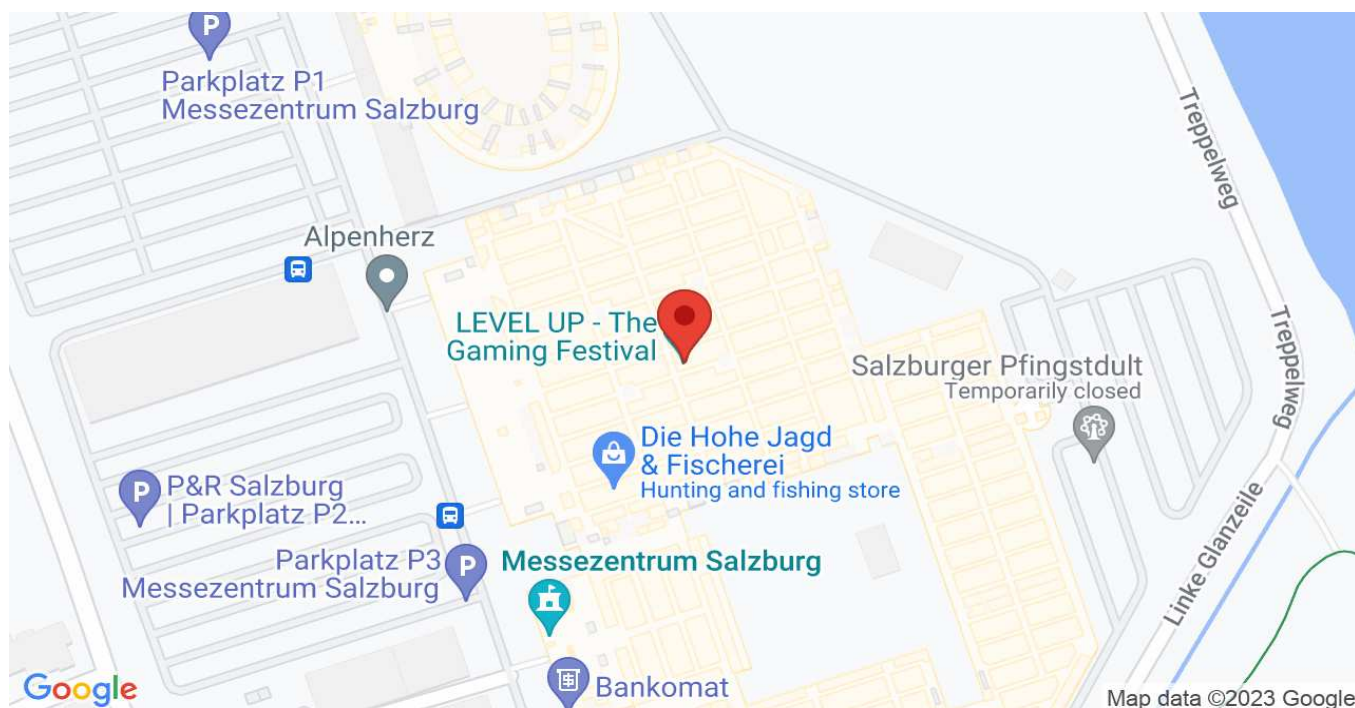 Parkplatz P1
Messezentrum Salzburg
Treppelweg
Alpenherz
LEVEL UP - The
Gaming Festival
Treppelweg
Salzburger Pfingstdult
Temporarily closed
Die Hohe Jagd
& Fischerei
Hunting and fishing store
P&R Salzburg
| Parkplatz P2...
Linke Glanzeile
Parkplatz P3
Messezentrum Salzburg
Messezentrum Salzburg
Bankomat
Google
Map data ©2023 Google